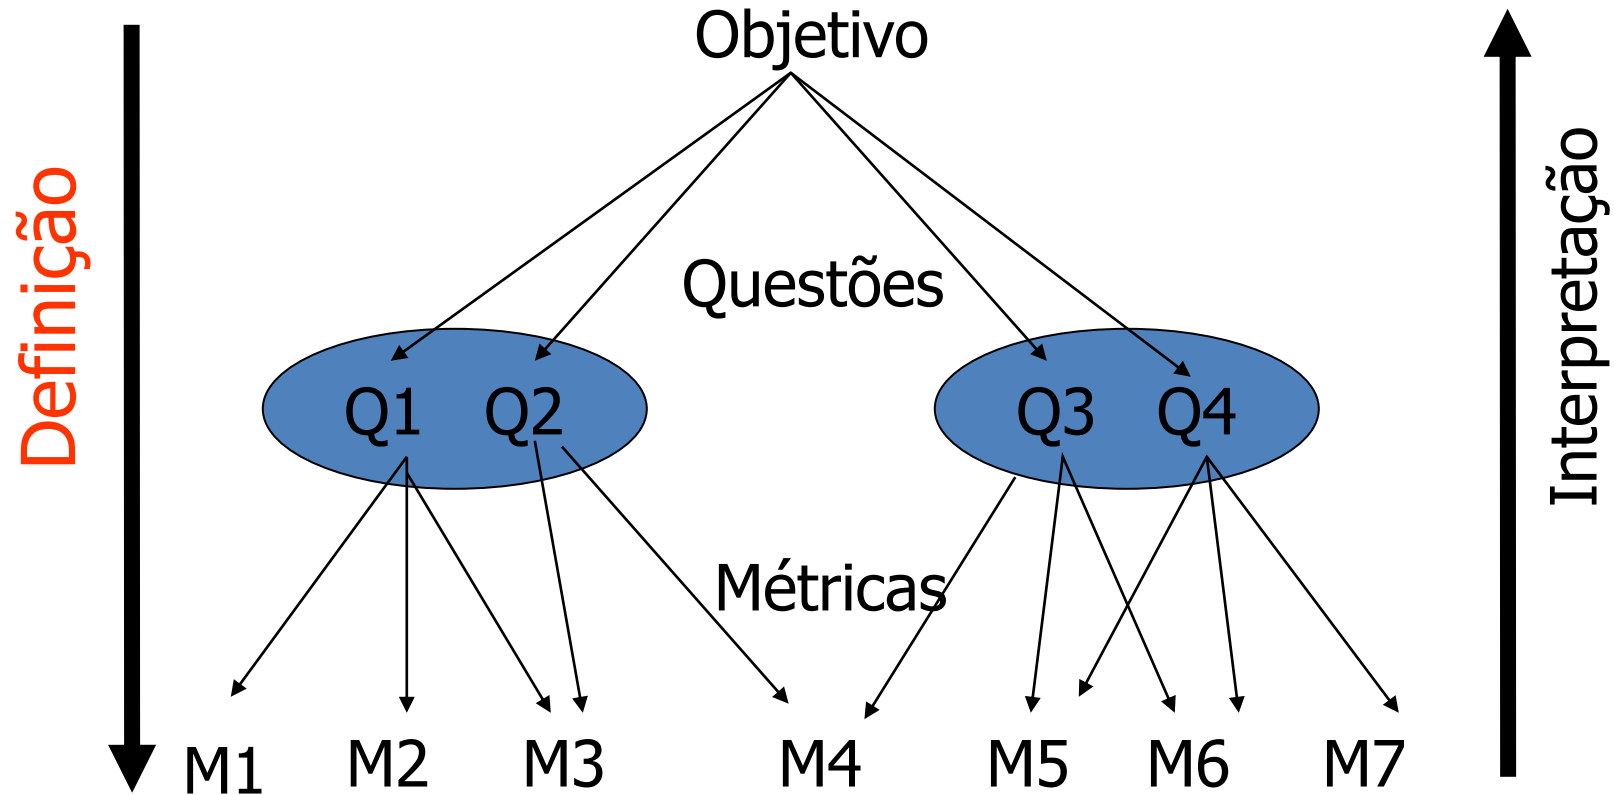 Objetivo
Definição
Interpretação
Questões
Q1 Q2 Q3 Q4
Métricas
M1 M2 M3 M4 M5 M6 M7